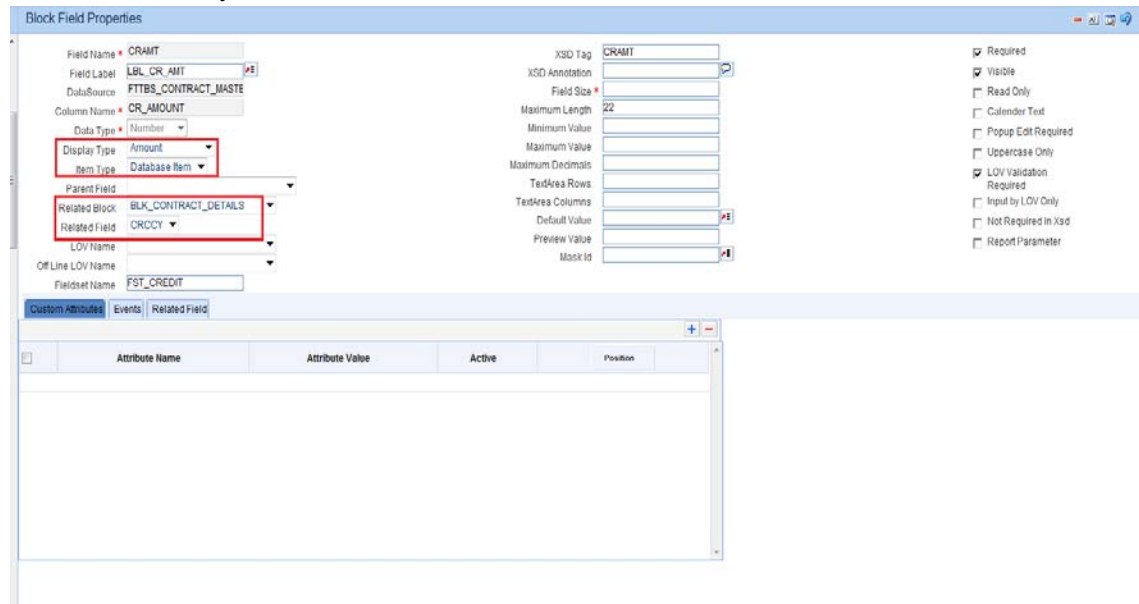 Block Field Properties
Field Name * CRAMT
Field Label LBL_CR_AMT
DataSource FTTBS_CONTRACT_MASTE
Column Name * CR_AMOUNT
Data Type * Number
Display Type Amount
Item Type Database Item
Parent Field
Related Block BLK_CONTRACT_DETAILS
Related Field CRCCY
LOV Name
Off Line LOV Name
Fieldset Name FST_CREDIT
XSD Tag CRAMT
XSD Annotation
Field Size *
Maximum Length 22
Minimum Value
Maximum Value
Maximum Decimals
TextArea Rows
TextArea Columns
Default Value
Preview Value
Mask Id
Required
Visible
Read Only
Calender Text
Popup Edit Required
Uppercase Only
LOV Validation
Required
Input by LOV Only
Not Required in Xsd
Report Parameter
Custom Attributes Events Related Field
Attribute Name Attribute Value Active Position